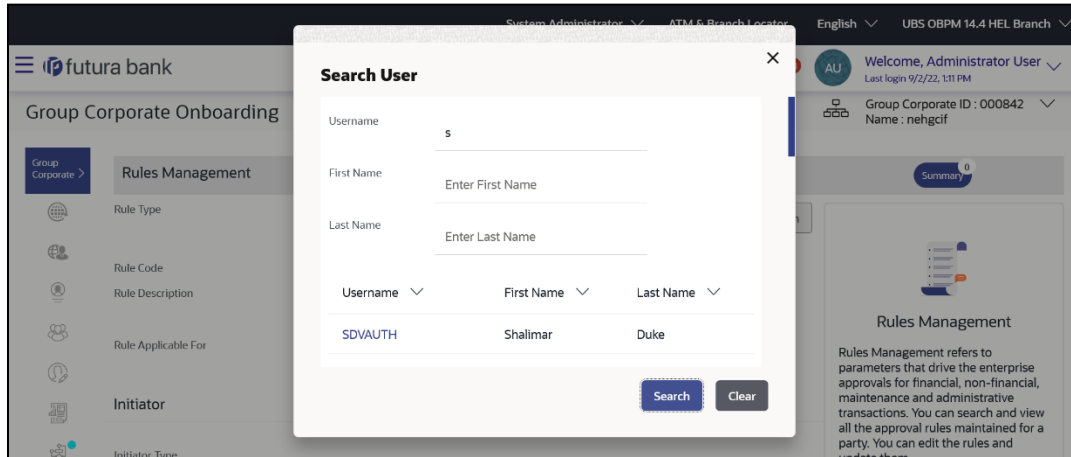 System Administrator ATM & Branch Locator English UBS OBPM 14.4 HEL Branch
futura bank
AU
Welcome, Administrator User
Last login 9/2/22, 1:11 PM
Group Corporate Onboarding
Group Corporate ID : 000842
Name : nehgcif
Group
Corporate >
Rules Management
Summary
0
Rule Type
Rule Code
Rule Description
Rule Applicable For
Initiator
Initiator Type
Search User
Username
s
First Name
Enter First Name
Last Name
Enter Last Name
Username First Name Last Name
SDVAUTH Shalimar Duke
Search Clear
Rules Management
Rules Management refers to
parameters that drive the enterprise
approvals for financial, non-financial,
maintenance and administrative
transactions. You can search and view
all the approval rules maintained for a
party. You can edit the rules and
update them